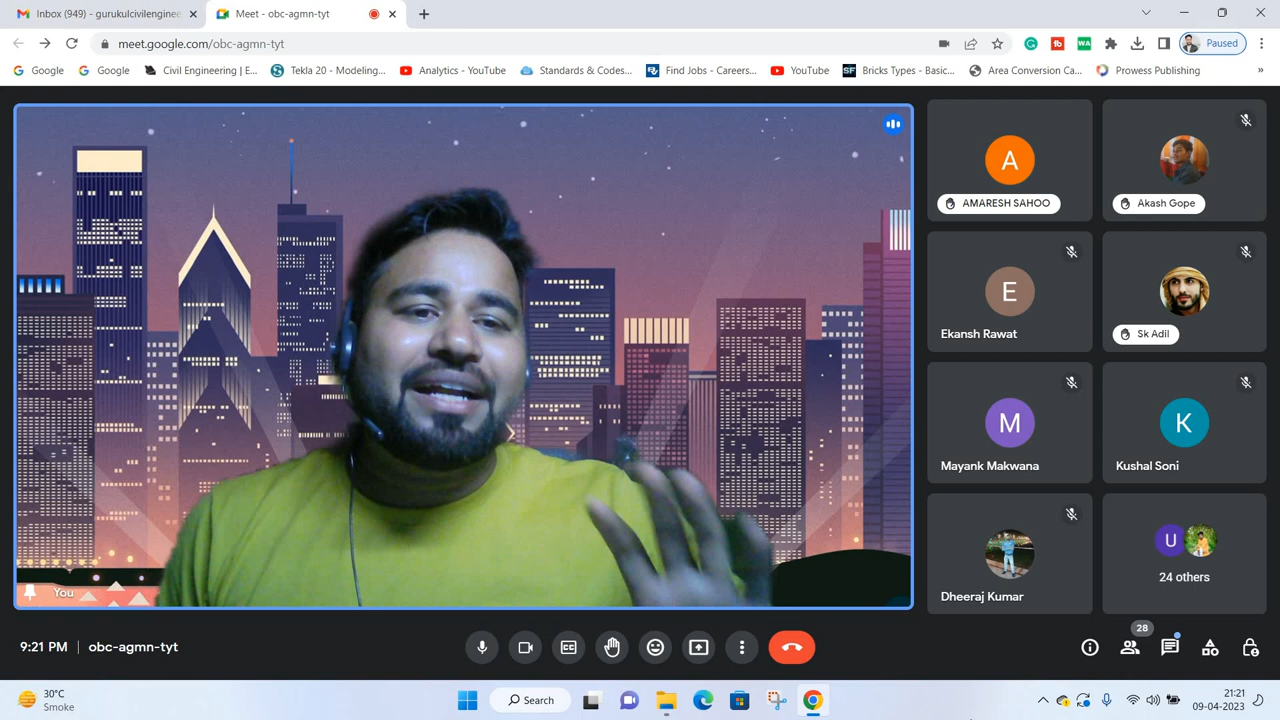 Inbox (949) - gurukulcivilenginee
Meet - obc-agmn-tyt
meet.google.com/obc-agmn-tyt
Paused
Google
Google
Civil Engineering | E...
Tekla 20 - Modeling...
Analytics - YouTube
Standards & Codes...
Find Jobs - Careers...
YouTube
SF
Bricks Types - Basic...
Area Conversion Ca...
Prowess Publishing
»
A
AMARESH SAHOO
Akash Gope
E
Ekansh Rawat
Sk Adil
M
Mayank Makwana
K
Kushal Soni
Dheeraj Kumar
U
24 others
You
9:21 PM | obc-agmn-tyt
CC
28
30°C
Smoke
Search
21:21
09-04-2023